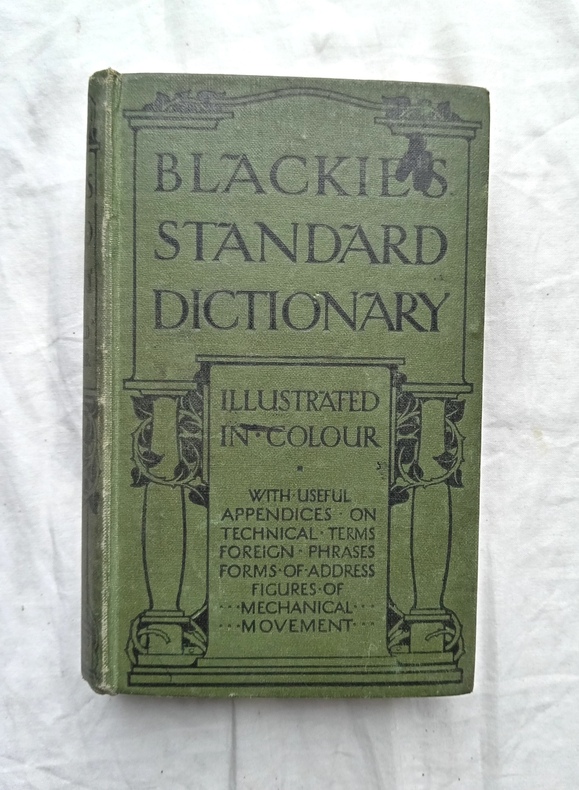 BLACKIE'S
STANDARD
DICTIONARY
ILLUSTRATED
IN·COLOUR
WITH·USEFUL
APPENDICES·ON
TECHNICAL·TERMS
FOREIGN·PHRASES
FORMS·OF·ADDRESS
FIGURES·OF
···MECHANICAL···
···MOVEMENT···